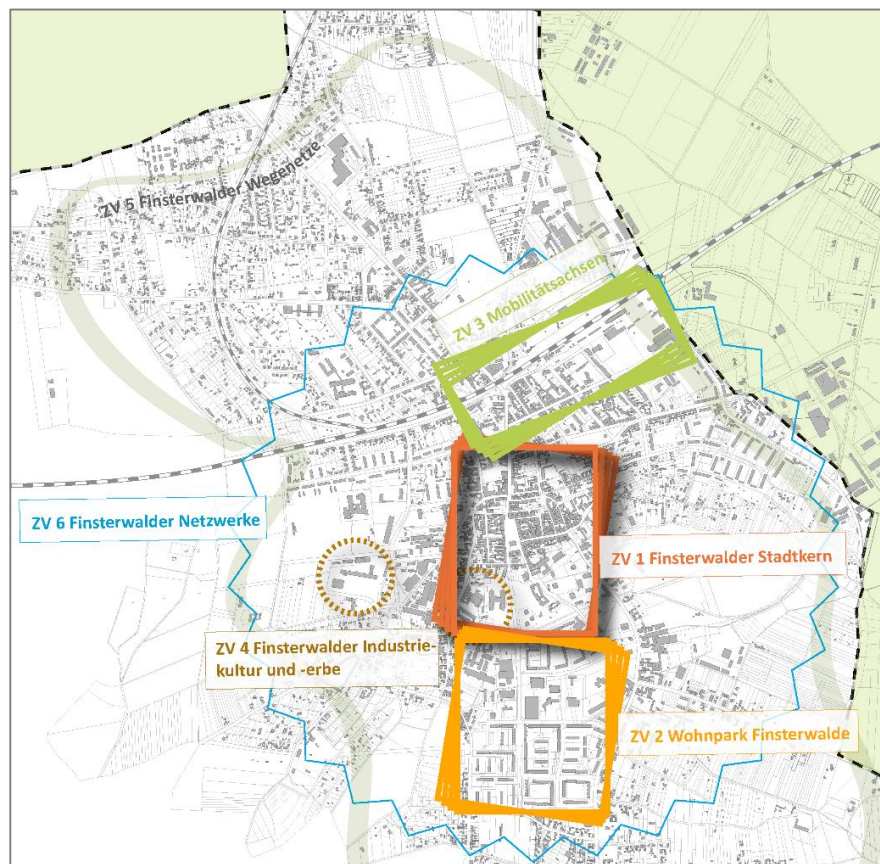 ZV 5 Finsterwalder Wegenetze
ZV 3 Mobilitätsachsen
ZV 6 Finsterwalder Netzwerke
ZV 1 Finsterwalder Stadtkern
ZV 4 Finsterwalder Industrie-
kultur und -erbe
ZV 2 Wohnpark Finsterwalde